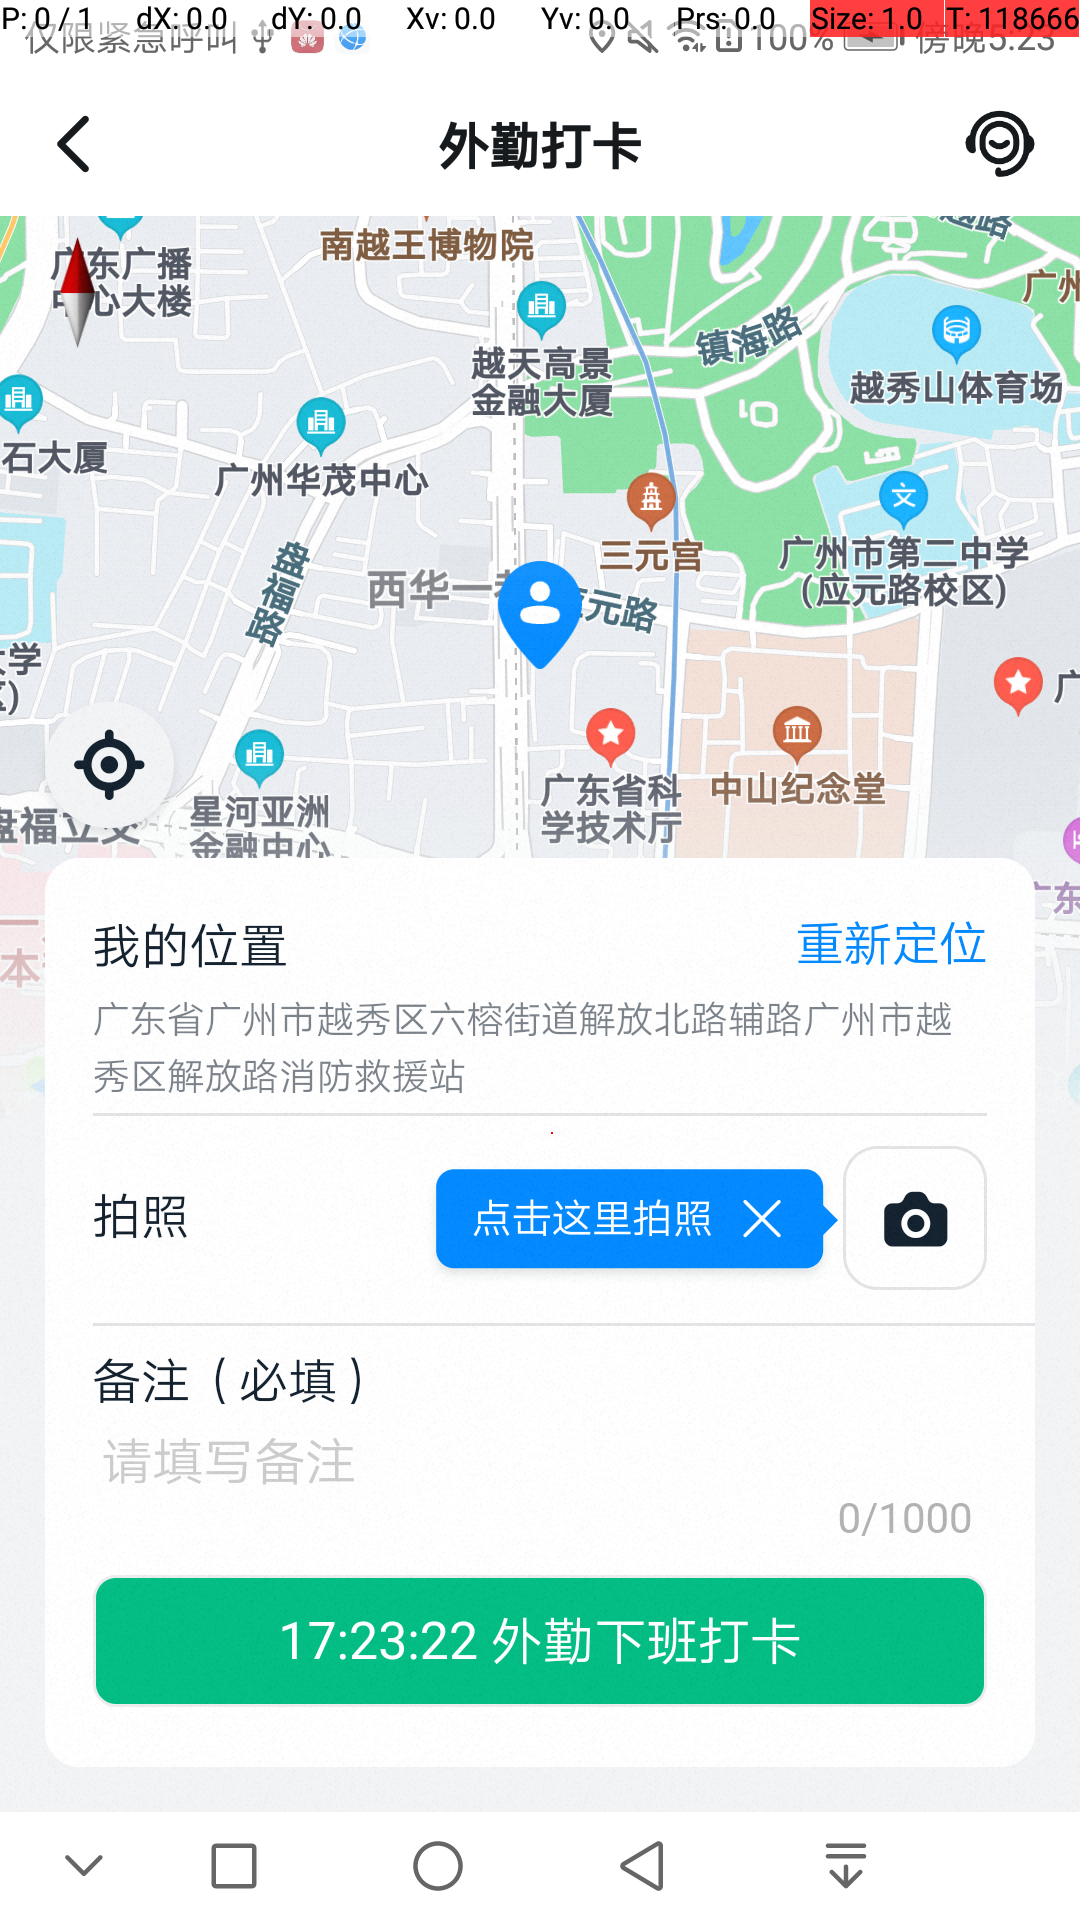 P: 0 / 1 dX: 0.0 dY: 0.0 Xv: 0.0 Yv: 0.0 Prs: 0.0 Size: 1.0 T: 118666
仅限紧急呼叫 100% 傍晚5:23
外勤打卡
南越王博物院
广东广播
中心大楼
广州
镇海路
越天高景
金融大厦
越秀山体育场
石大厦
广州华茂中心
三元宫
广州市第二中学
(应元路校区)
盘福路
西华一巷
应元路
大学
区)
广
广东省科
学技术厅
中山纪念堂
星河亚洲
金融中心
盘福立交
广东
本
我的位置 重新定位
广东省广州市越秀区六榕街道解放北路辅路广州市越
秀区解放路消防救援站
拍照 点击这里拍照
备注（必填）
请填写备注
0/1000
17:23:22 外勤下班打卡